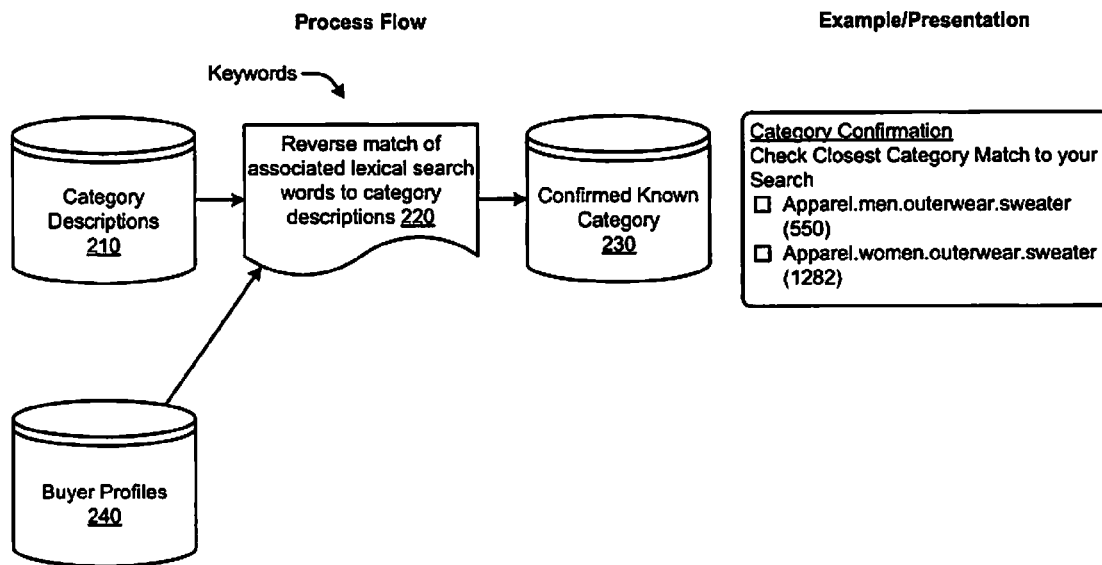 Process Flow
Example/Presentation
Keywords
Category
Descriptions
210
Reverse match of
associated lexical search
words to category
descriptions 220
Confirmed Known
Category
230
Category Confirmation
Check Closest Category Match to your
Search
Apparel.men.outerwear.sweater
(550)
Apparel.women.outerwear.sweater
(1282)
Buyer Profiles
240